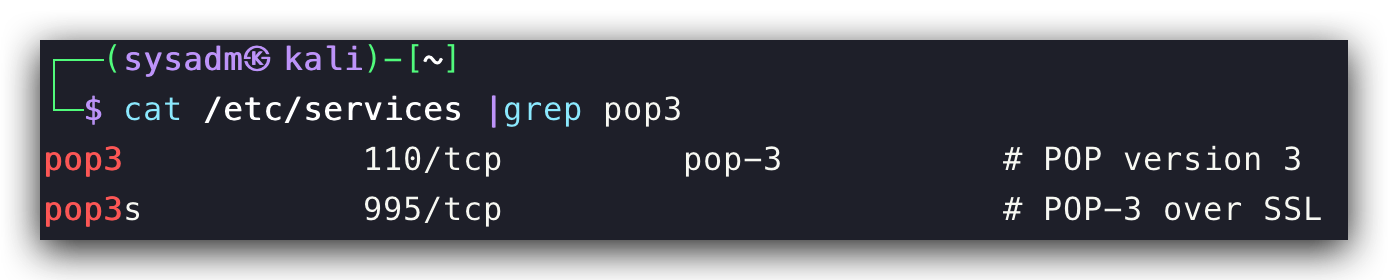 ┌──(sysadm㉿ kali)-[~]
└─$ cat /etc/services |grep pop3
pop3            110/tcp         pop-3           # POP version 3
pop3s           995/tcp                         # POP-3 over SSL